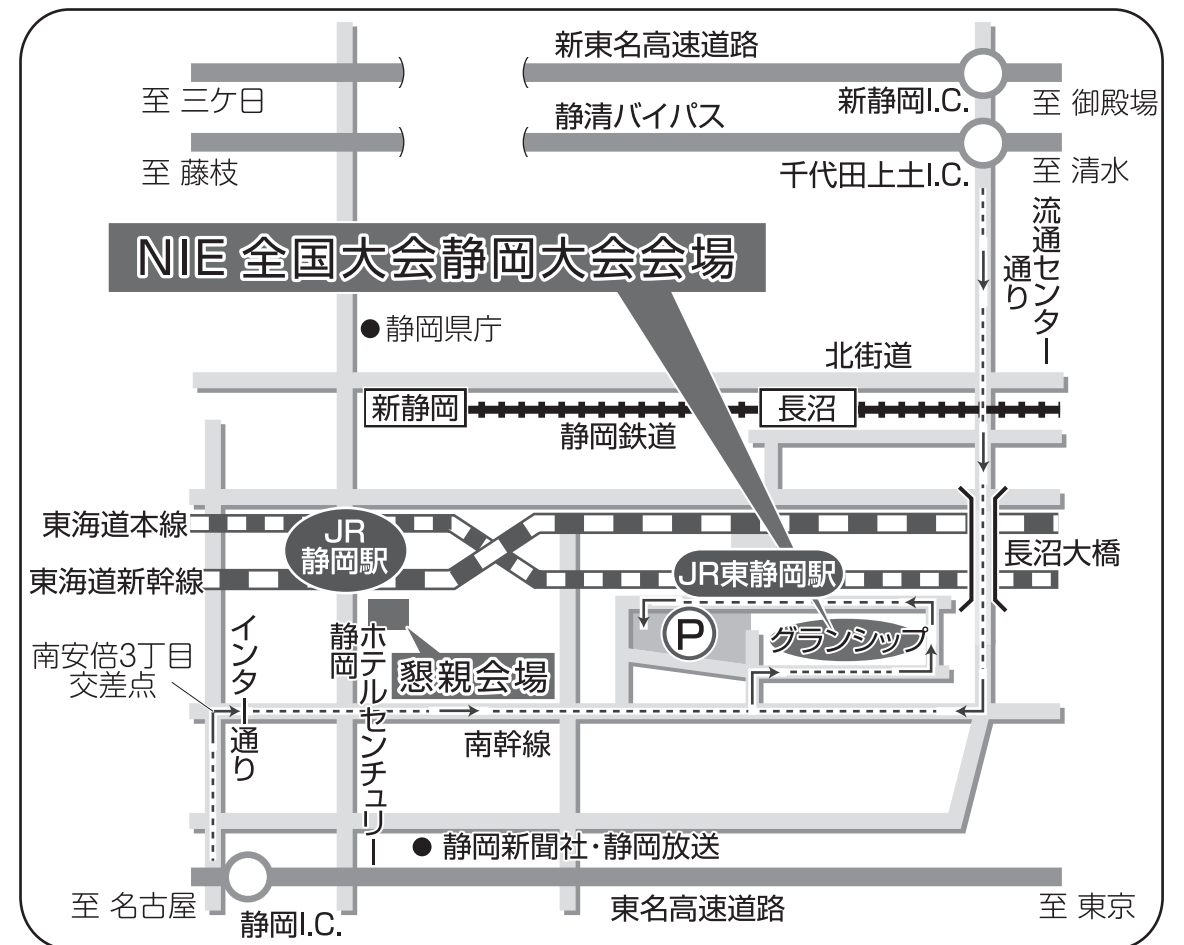 新東名高速道路
至 三ケ日
新静岡I.C.
至 御殿場
静清バイパス
至 藤枝
千代田上土I.C.
至 清水
流通センター
通り
NIE 全国大会静岡大会会場
●静岡県庁
北街道
新静岡
長沼
静岡鉄道
東海道本線
JR
静岡駅
東海道新幹線
JR東静岡駅
長沼大橋
P
グランシップ
南安倍3丁目
交差点
インター通り
ホテルセンチュリー
静岡
懇親会場
南幹線
● 静岡新聞社・静岡放送
至 名古屋
静岡I.C.
東名高速道路
至 東京